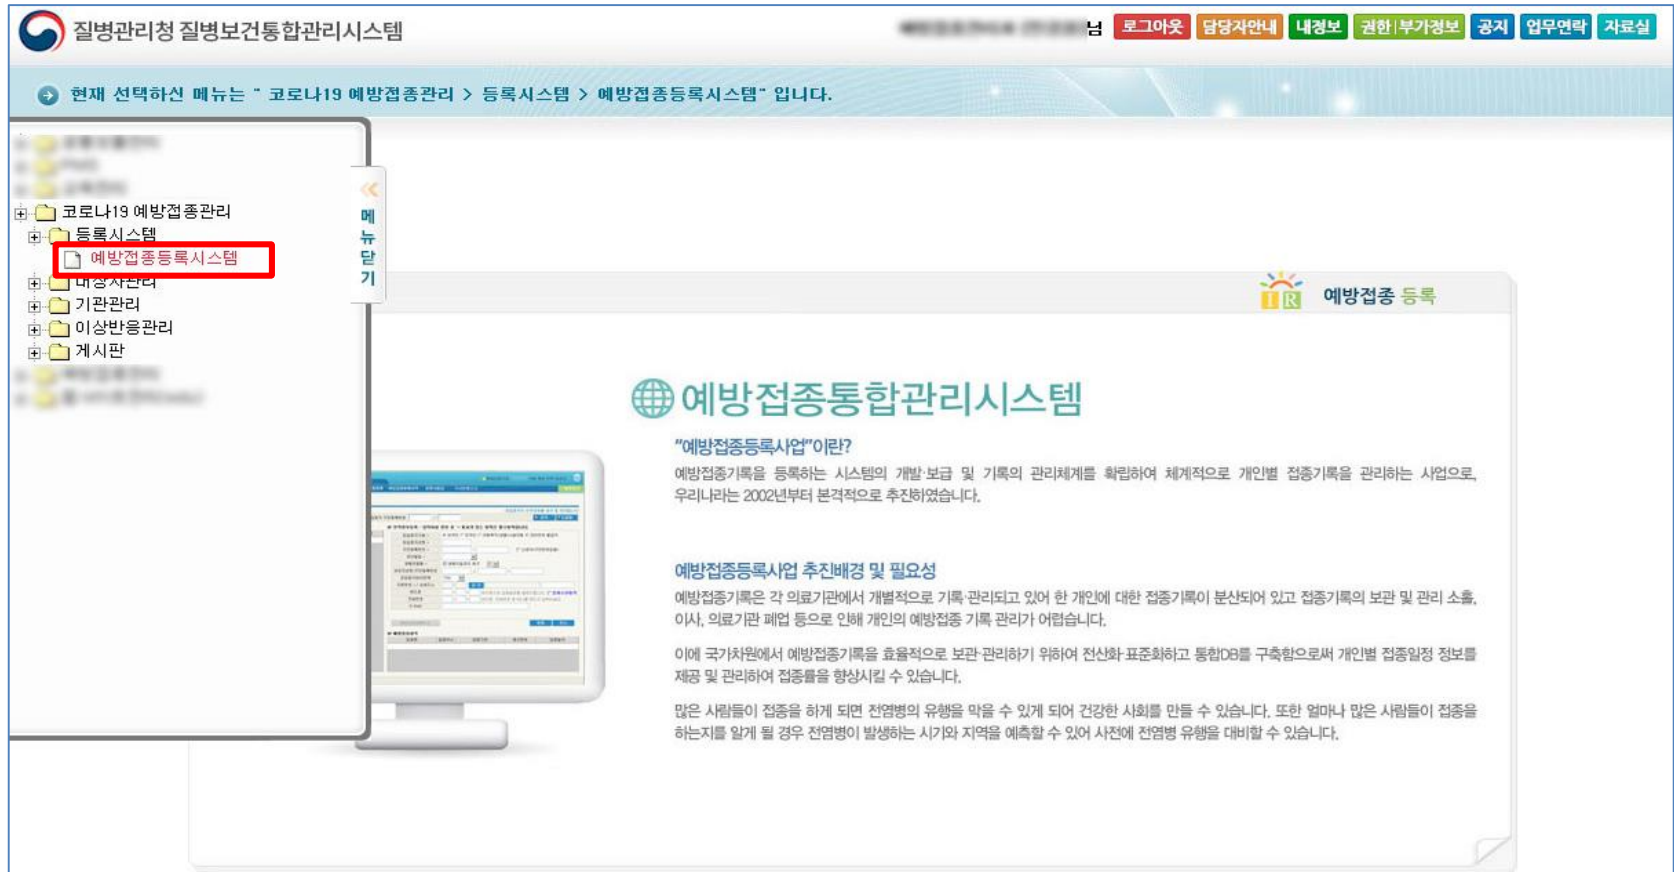 질병관리청 질병보건통합관리시스템
님 로그아웃 담당자안내 내정보 권한|부가정보 공지 업무연락 자료실
현재 선택하신 메뉴는 " 코로나19 예방접종관리 > 등록시스템 > 예방접종등록시스템" 입니다.
코로나19 예방접종관리
등록시스템
예방접종등록시스템
대상자관리
기관관리
이상반응관리
게시판
메뉴닫기
IR 예방접종 등록
예방접종통합관리시스템
"예방접종등록사업"이란?
예방접종기록을 등록하는 시스템의 개발·보급 및 기록의 관리체계를 확립하여 체계적으로 개인별 접종기록을 관리하는 사업으로,
우리나라는 2002년부터 본격적으로 추진하였습니다.
예방접종등록사업 추진배경 및 필요성
예방접종기록은 각 의료기관에서 개별적으로 기록·관리되고 있어 한 개인에 대한 접종기록이 분산되어 있고 접종기록의 보관 및 관리 소홀,
이사, 의료기관 폐업 등으로 인해 개인의 예방접종 기록 관리가 어렵습니다.
이에 국가차원에서 예방접종기록을 효율적으로 보관·관리하기 위하여 전산화·표준화하고 통합DB를 구축함으로써 개인별 접종일정 정보를
제공 및 관리하여 접종률을 향상시킬 수 있습니다.
많은 사람들이 접종을 하게 되면 전염병의 유행을 막을 수 있게 되어 건강한 사회를 만들 수 있습니다. 또한 얼마나 많은 사람들이 접종을
하는지를 알게 될 경우 전염병이 발생하는 시기와 지역을 예측할 수 있어 사전에 전염병 유행을 대비할 수 있습니다.